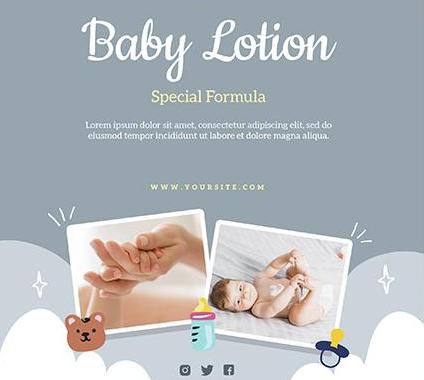 Baby Lotion
Special Formula
Lorem ipsum dolor sit amet, consectetur adipiscing elit, sed do
eiusmod tempor incididunt ut labore et dolore magna aliqua.
WWW.YOURSITE.COM